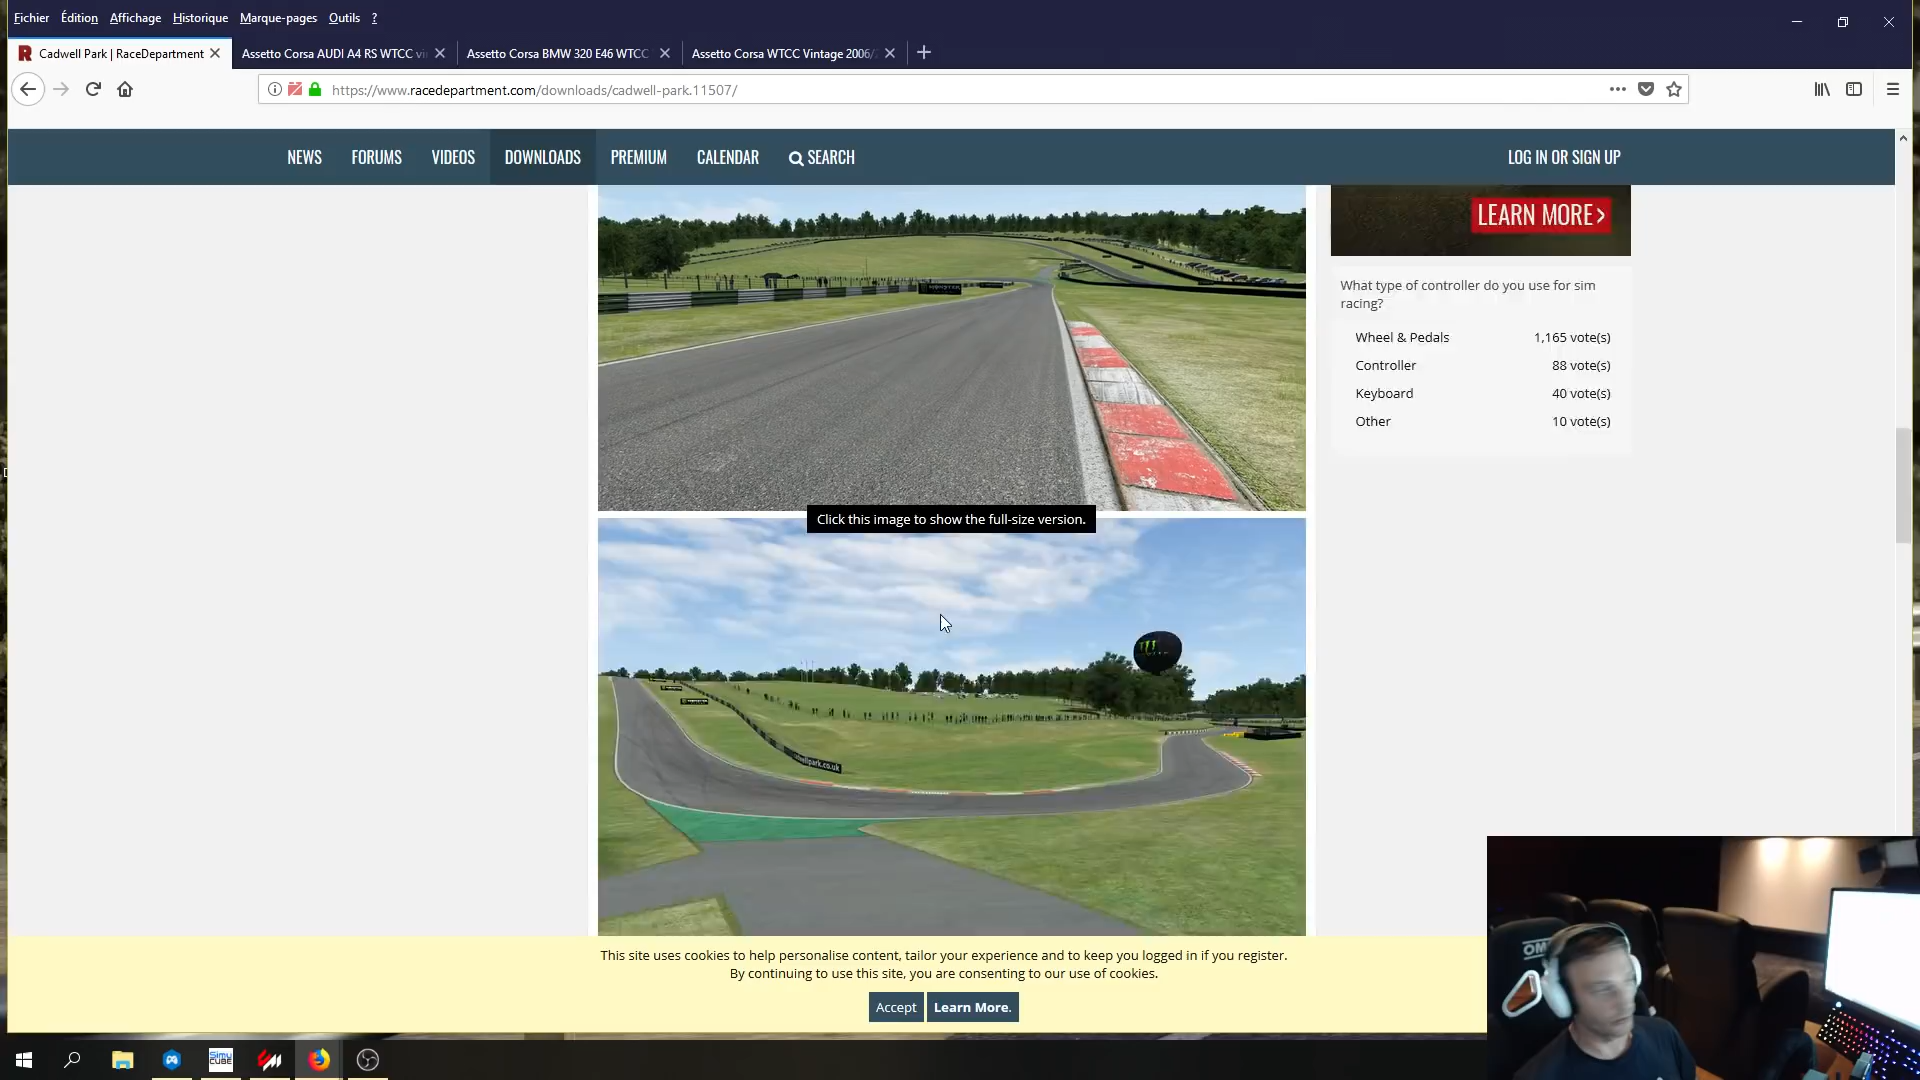 Fichier Édition Affichage Historique Marque-pages Outils ?
Cadwell Park | RaceDepartment
Assetto Corsa AUDI A4 RS WTCC vi
Assetto Corsa BMW 320 E46 WTCC
Assetto Corsa WTCC Vintage 2006/
https://www.racedepartment.com/downloads/cadwell-park.11507/
NEWS FORUMS VIDEOS DOWNLOADS PREMIUM CALENDAR SEARCH LOG IN OR SIGN UP
LEARN MORE
What type of controller do you use for sim
racing?
Wheel & Pedals 1,165 vote(s)
Controller 88 vote(s)
Keyboard 40 vote(s)
Other 10 vote(s)
Click this image to show the full-size version.
This site uses cookies to help personalise content, tailor your experience and to keep you logged in if you register.
By continuing to use this site, you are consenting to our use of cookies.
Accept Learn More.
SIMU
CUBE